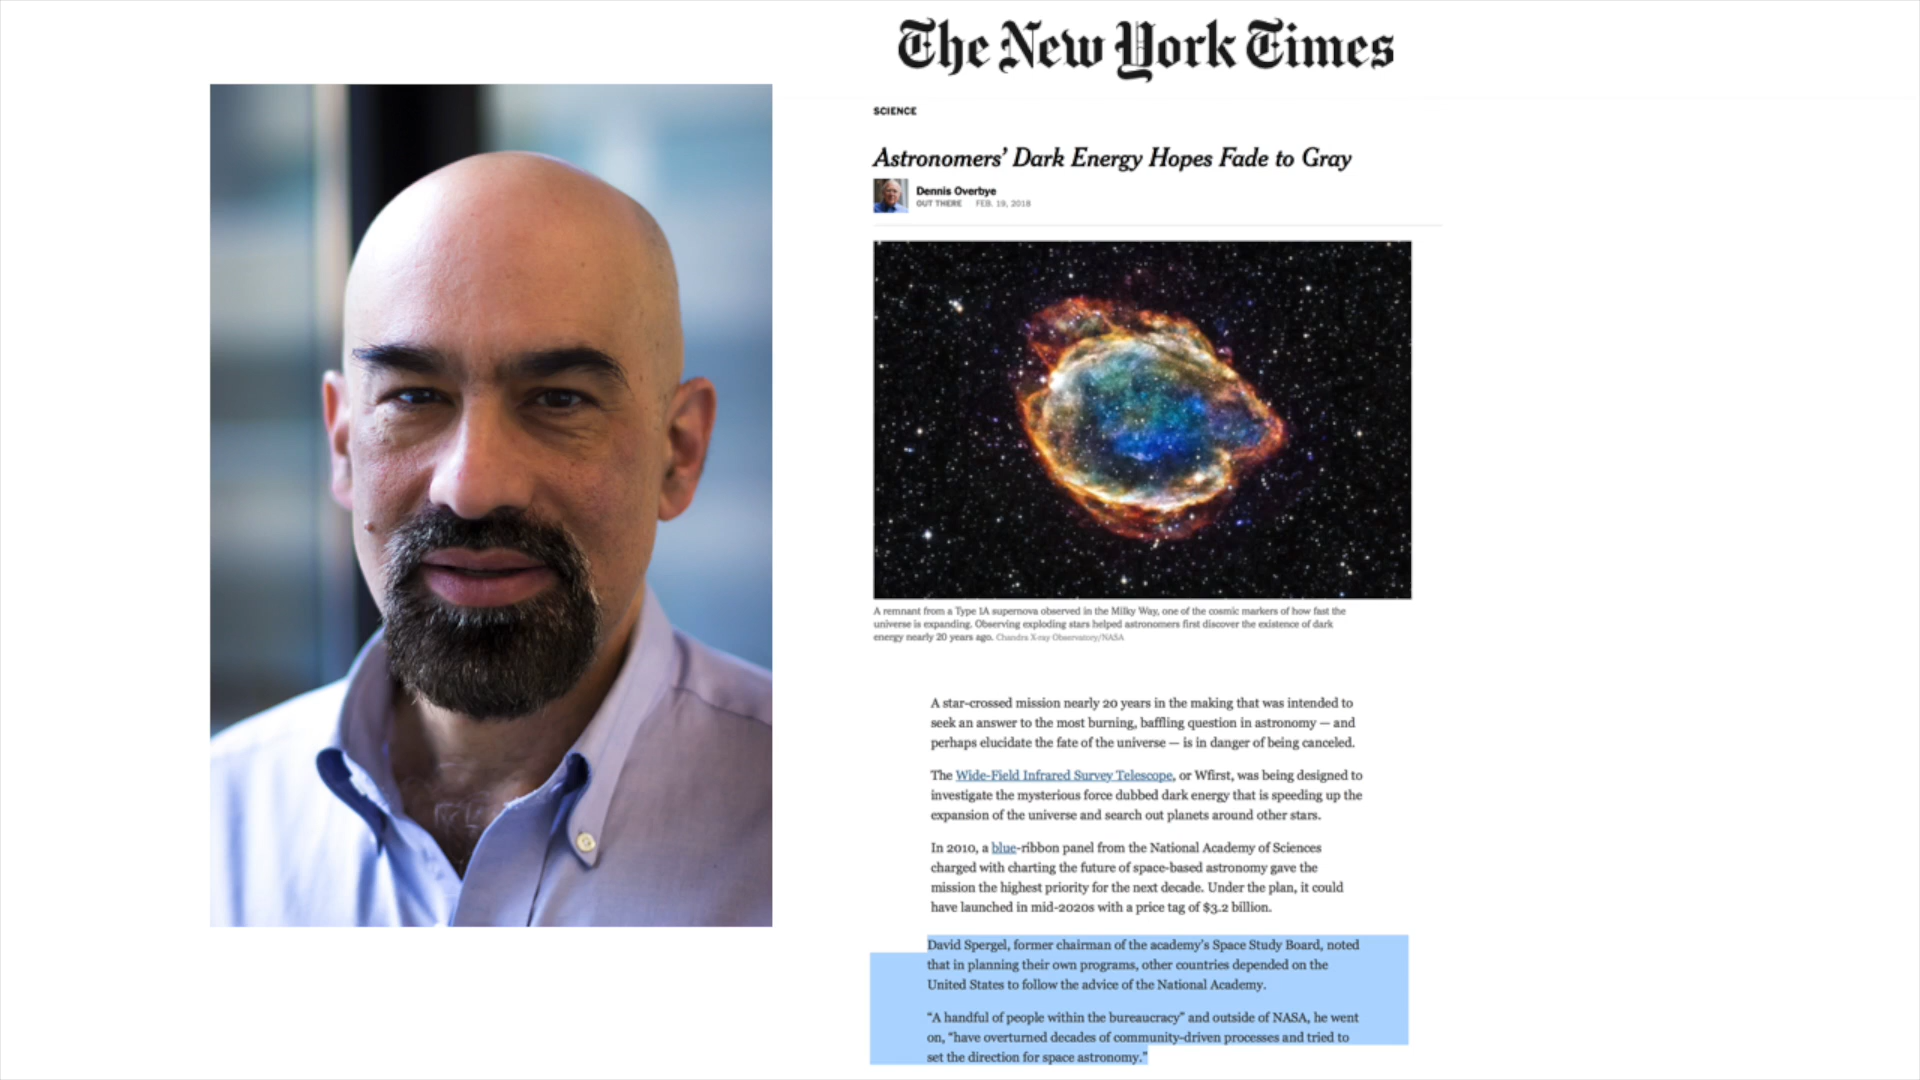 The New York Times
SCIENCE
Astronomers’ Dark Energy Hopes Fade to Gray
Dennis Overbye
OUT THERE FEB. 19, 2018
A remnant from a Type IA supernova observed in the Milky Way, one of the cosmic markers of how fast the
universe is expanding. Observing exploding stars helped astronomers first discover the existence of dark
energy nearly 20 years ago. Chandra X-ray Observatory/NASA
A star-crossed mission nearly 20 years in the making that was intended to
seek an answer to the most burning, baffling question in astronomy — and
perhaps elucidate the fate of the universe — is in danger of being canceled.
The Wide-Field Infrared Survey Telescope, or Wfirst, was being designed to
investigate the mysterious force dubbed dark energy that is speeding up the
expansion of the universe and search out planets around other stars.
In 2010, a blue-ribbon panel from the National Academy of Sciences
charged with charting the future of space-based astronomy gave the
mission the highest priority for the next decade. Under the plan, it could
have launched in mid-2020s with a price tag of $3.2 billion.
David Spergel, former chairman of the academy’s Space Study Board, noted
that in planning their own programs, other countries depended on the
United States to follow the advice of the National Academy.
“A handful of people within the bureaucracy” and outside of NASA, he went
on, “have overturned decades of community-driven processes and tried to
set the direction for space astronomy.”